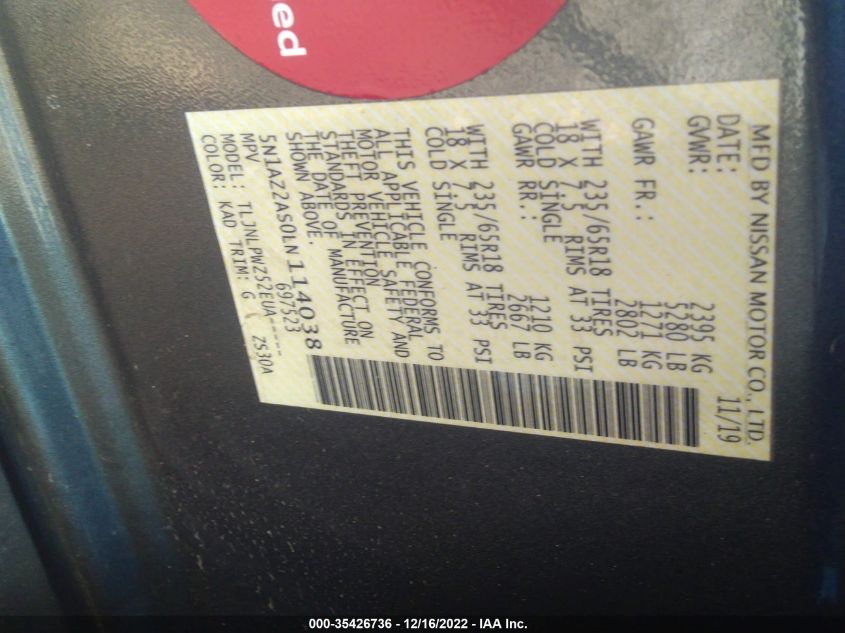 ed
MFD BY NISSAN MOTOR CO., LTD.
DATE: 11/19
GVWR: 2395 KG
5280 LB
GAWR FR.: 1271 KG
2802 LB
WITH 235/65R18 TIRES
18 X 7.5 RIMS AT 33 PSI
COLD SINGLE
GAWR RR.: 1210 KG
2667 LB
WITH 235/65R18 TIRES
18 X 7.5 RIMS AT 33 PSI
COLD SINGLE
THIS VEHICLE CONFORMS TO
ALL APPLICABLE FEDERAL
MOTOR VEHICLE SAFETY AND
THEFT PREVENTION
STANDARDS IN EFFECT ON
THE DATE OF MANUFACTURE
SHOWN ABOVE.
5N1AZ2AS0LN114038
MPV 697523
MODEL: TLJNLPWZ52EUA-----
COLOR: KAD TRIM: G Z530A
000-35426736 - 12/16/2022 - IAA Inc.